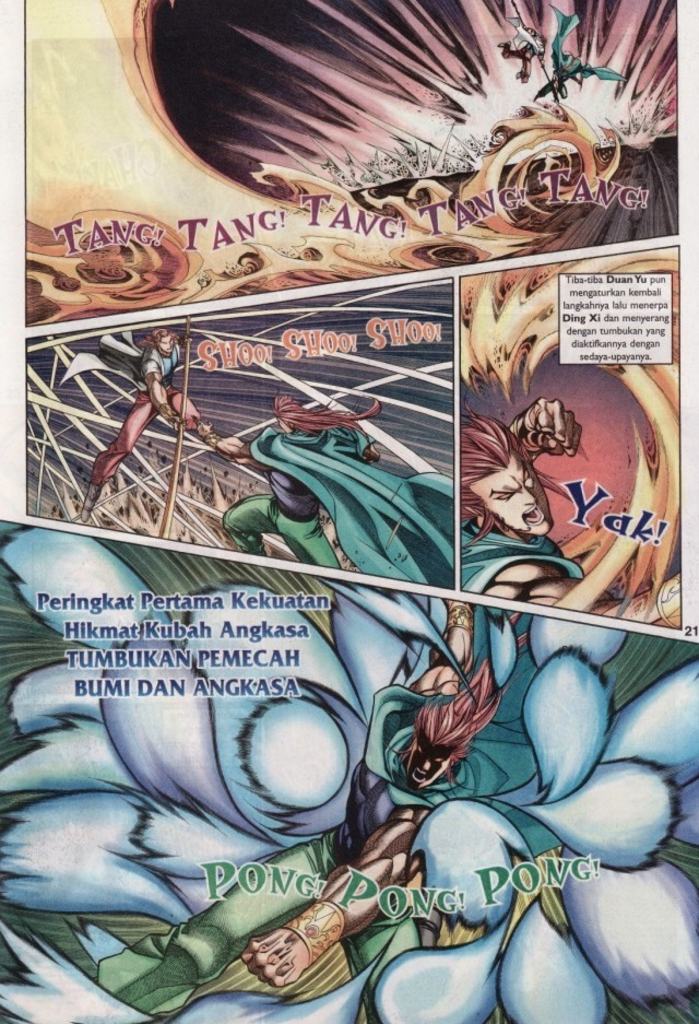 TANG! TANG! TANG! TANG! TANG!
SHOO! SHOO! SHOO!
Tiba-tiba Duan Yu pun
mengaturkan kembali
langkahnya lalu menerpa
Ding Xi dan menyerang
dengan tumbukan yang
diaktifkannya dengan
sedaya-upayanya.
Yak!
21
Peringkat Pertama Kekuatan
Hikmat Kubah Angkasa
TUMBUKAN PEMECAH
BUMI DAN ANGKASA
PONG! PONG! PONG!